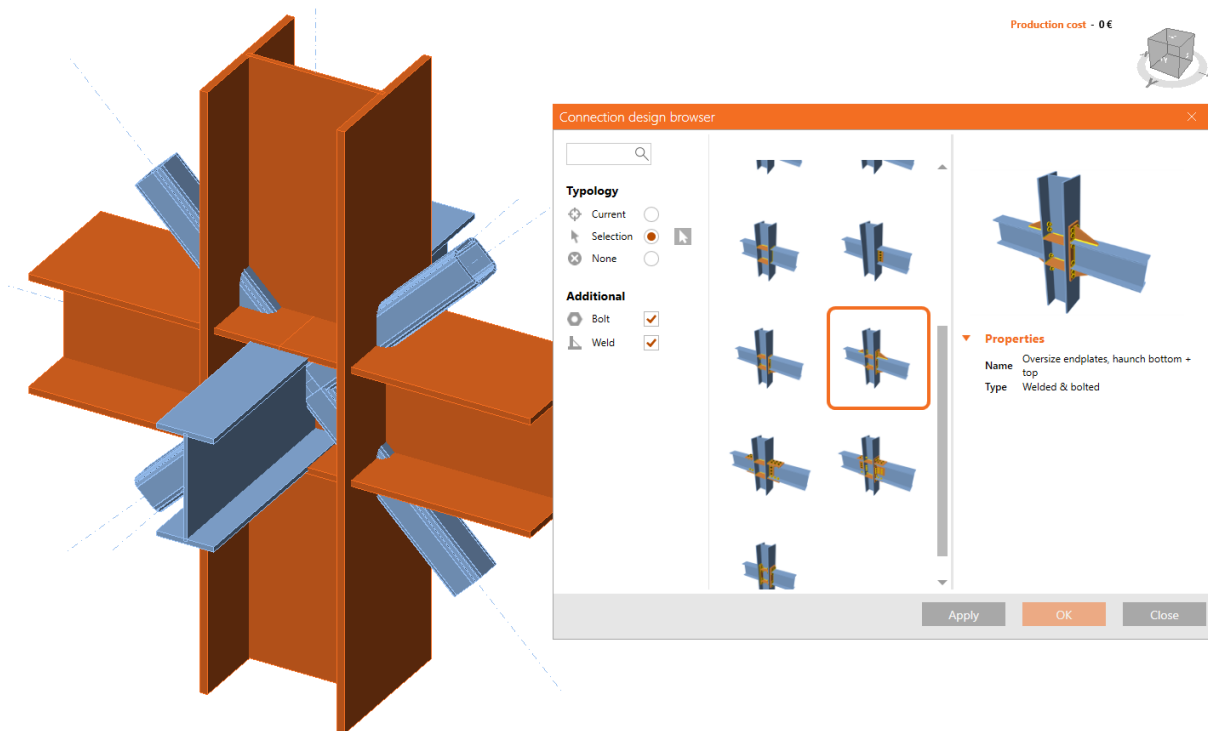 Production cost - 0 €
Connection design browser
Typology
Current
Selection
None
Additional
Bolt
Weld
Properties
Name Oversize endplates, haunch bottom +
top
Type Welded & bolted
Apply OK Close